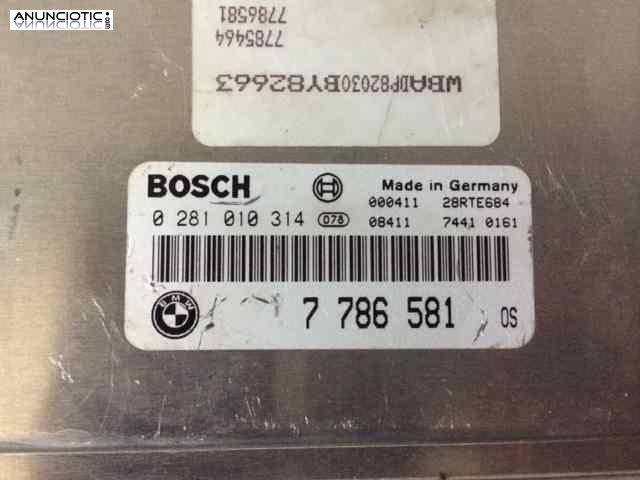 ANUNCIOTIC.com
7786581
7785464
WBADP82030BY82663
BOSCH
Made in Germany
000411 28RTE684
0 281 010 314 078
08411 7441 0161
BMW
7 786 581 OS